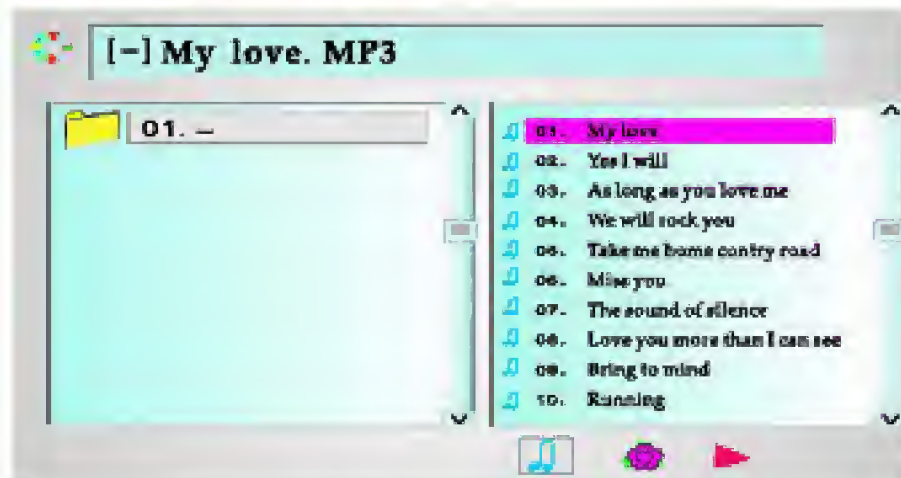 [-] My love. MP3
01. –
01. My love
02. Yes I will
03. As long as you love me
04. We will rock you
05. Take me home contry road
06. Miss you
07. The sound of silence
08. Love you more than I can see
09. Bring to mind
10. Running